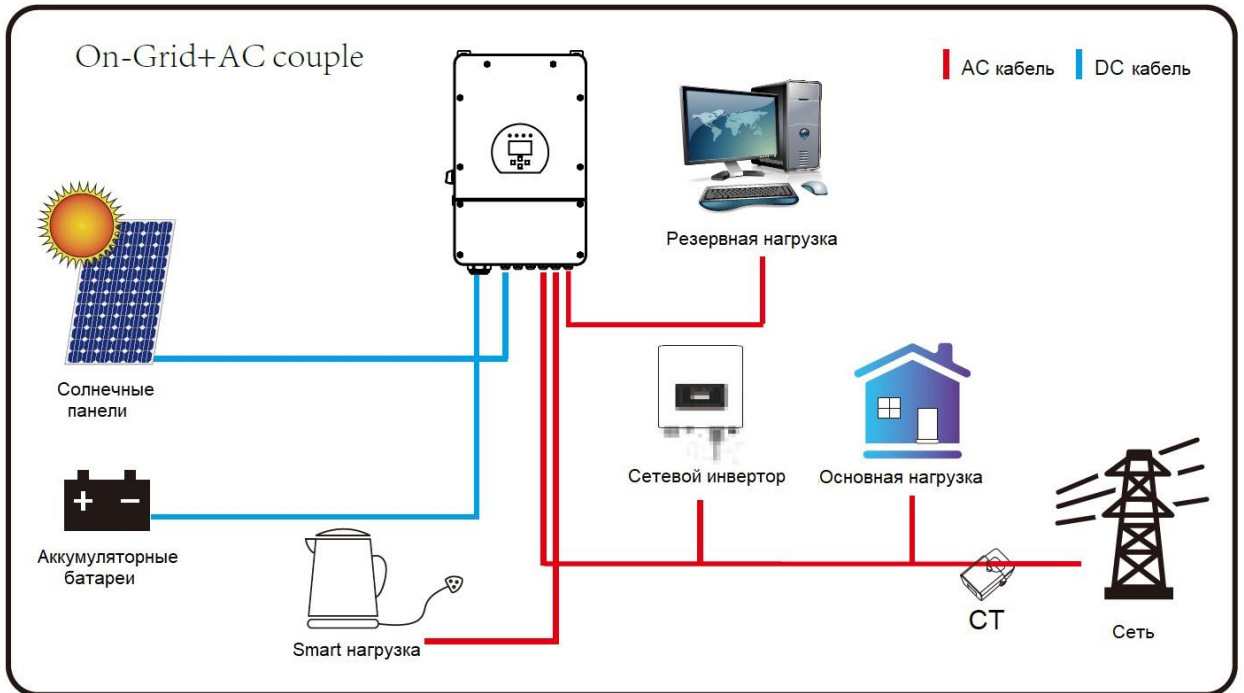 On-Grid+AC couple
AC кабель
DC кабель
Резервная нагрузка
Солнечные
панели
Сетевой инвертор
Основная нагрузка
+ −
Аккумуляторные
батареи
Smart нагрузка
CT
Сеть